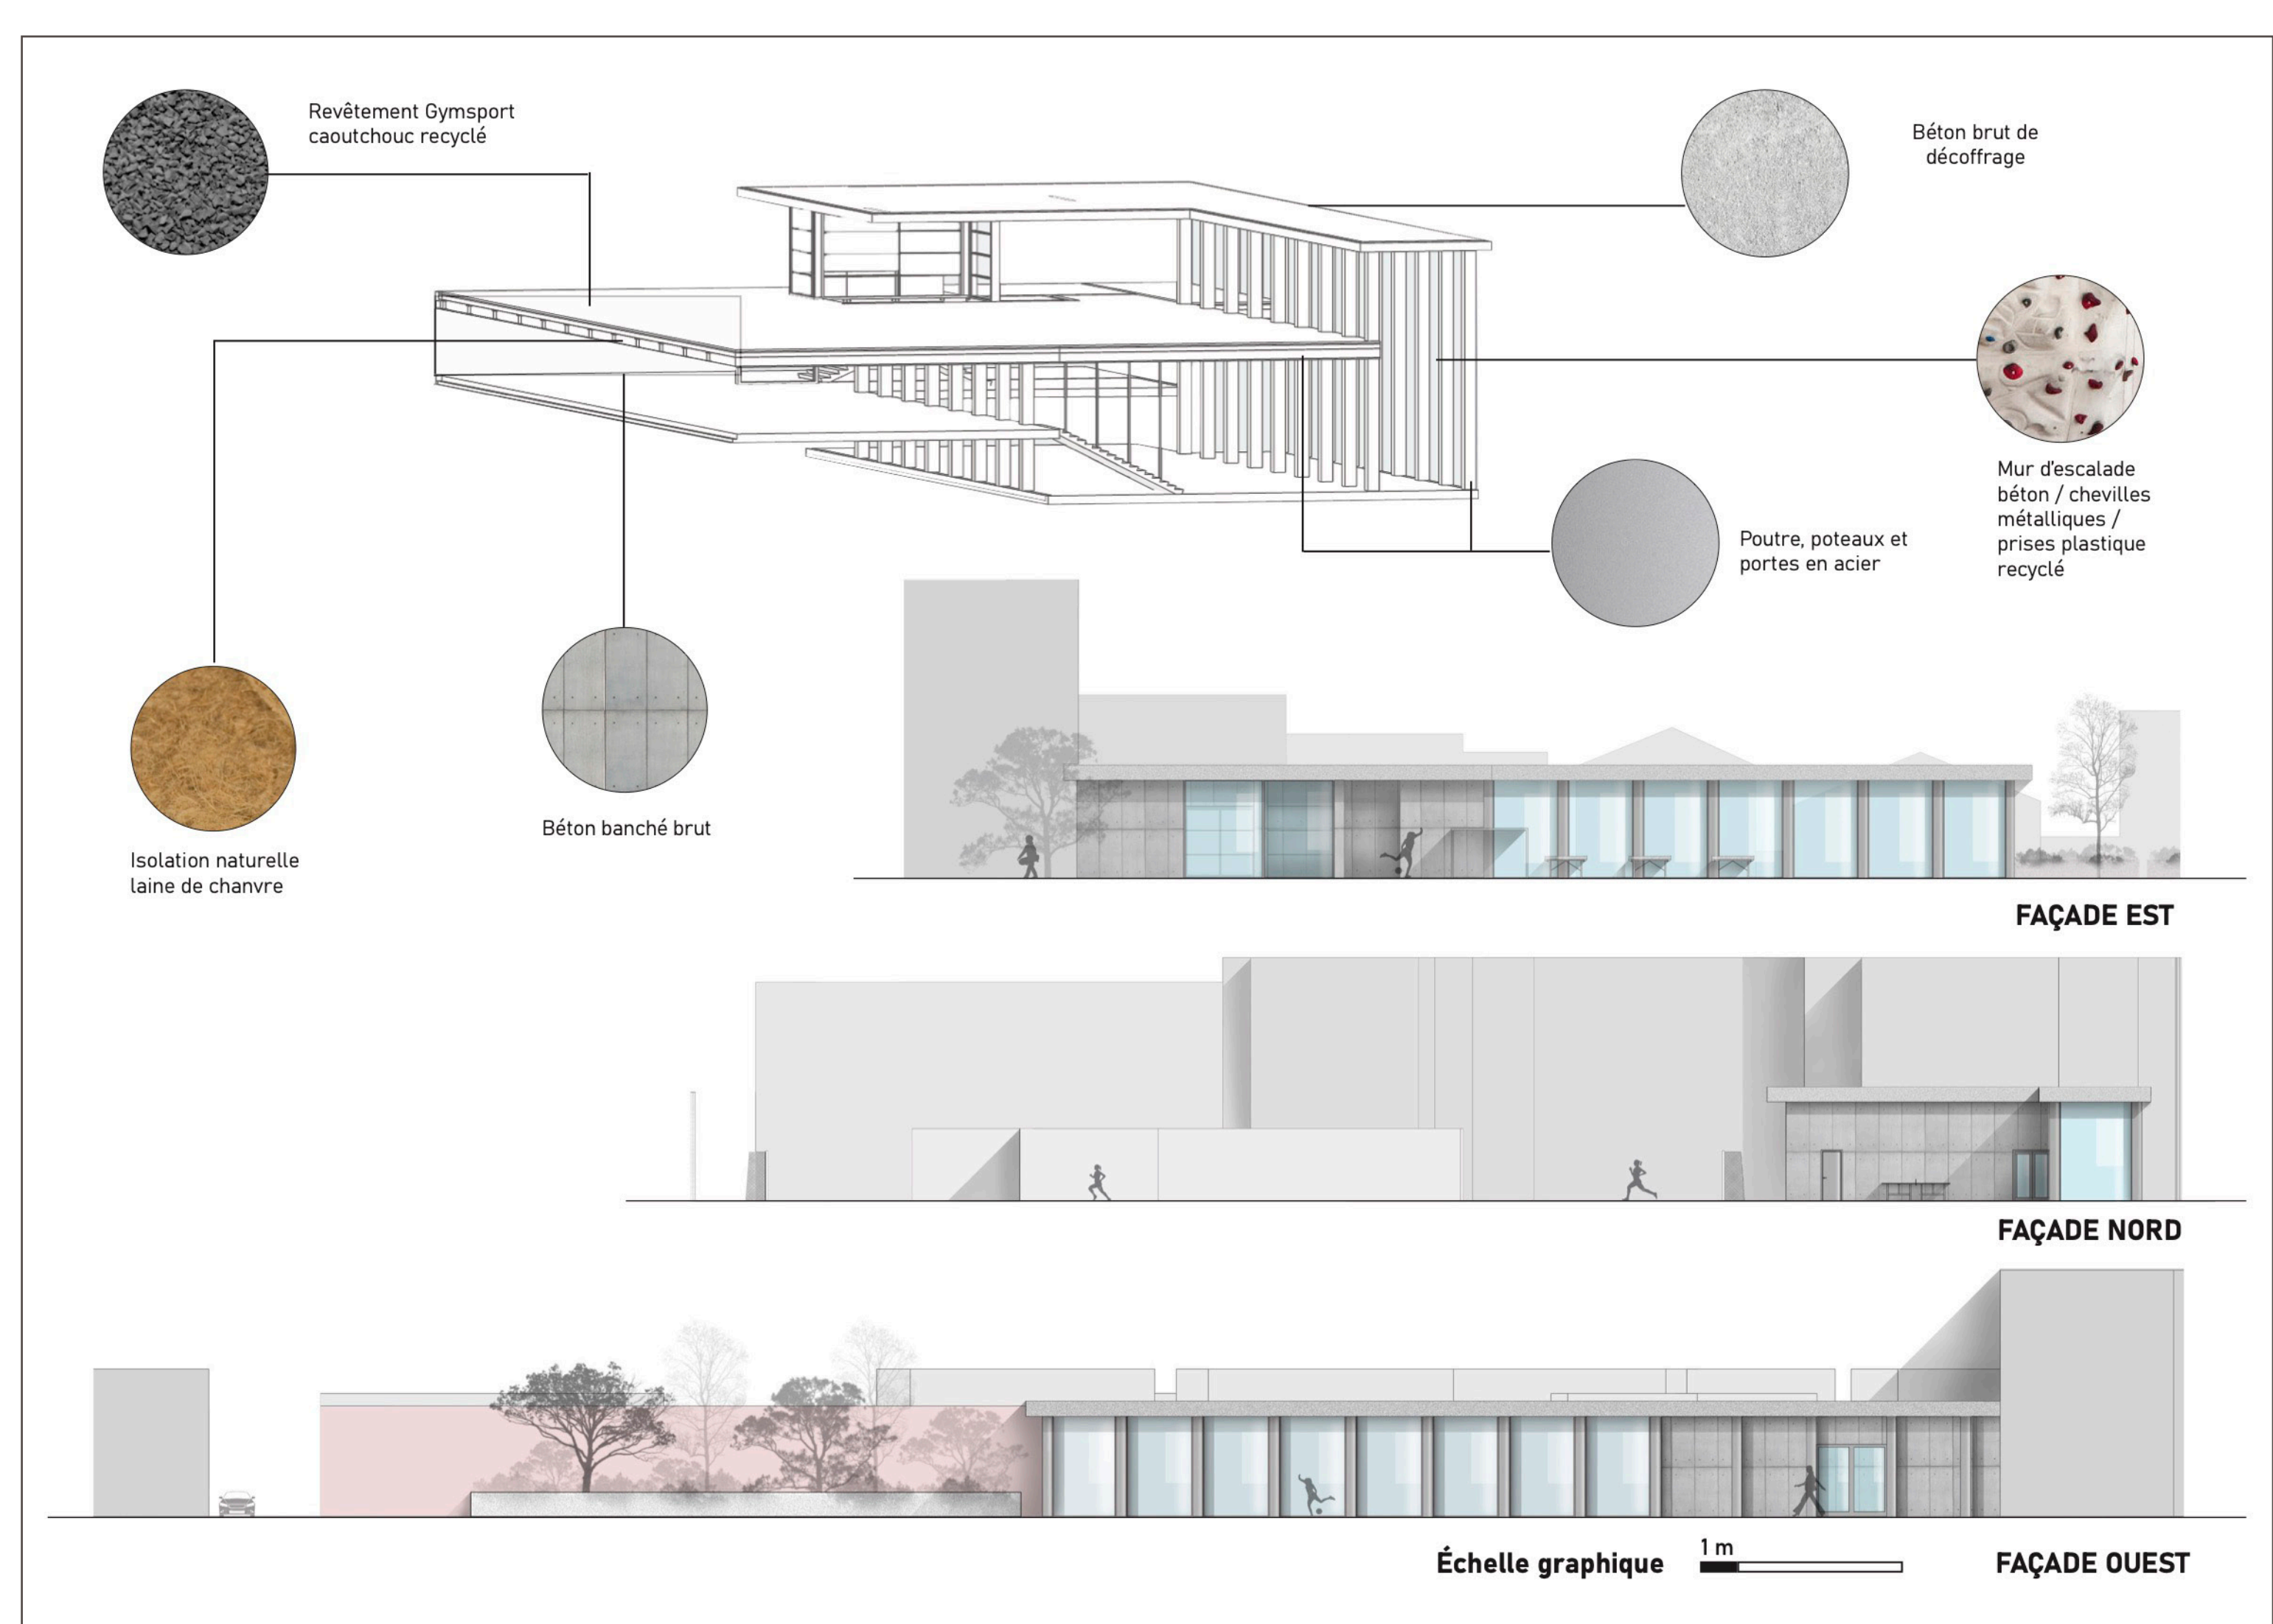 Revêtement Gymsport
caoutchouc recyclé
Béton brut de
décoffrage
Mur d'escalade
béton / chevilles
métalliques /
prises plastique
recyclé
Poutre, poteaux et
portes en acier
Béton banché brut
Isolation naturelle
laine de chanvre
FAÇADE EST
FAÇADE NORD
Échelle graphique
1 m
FAÇADE OUEST